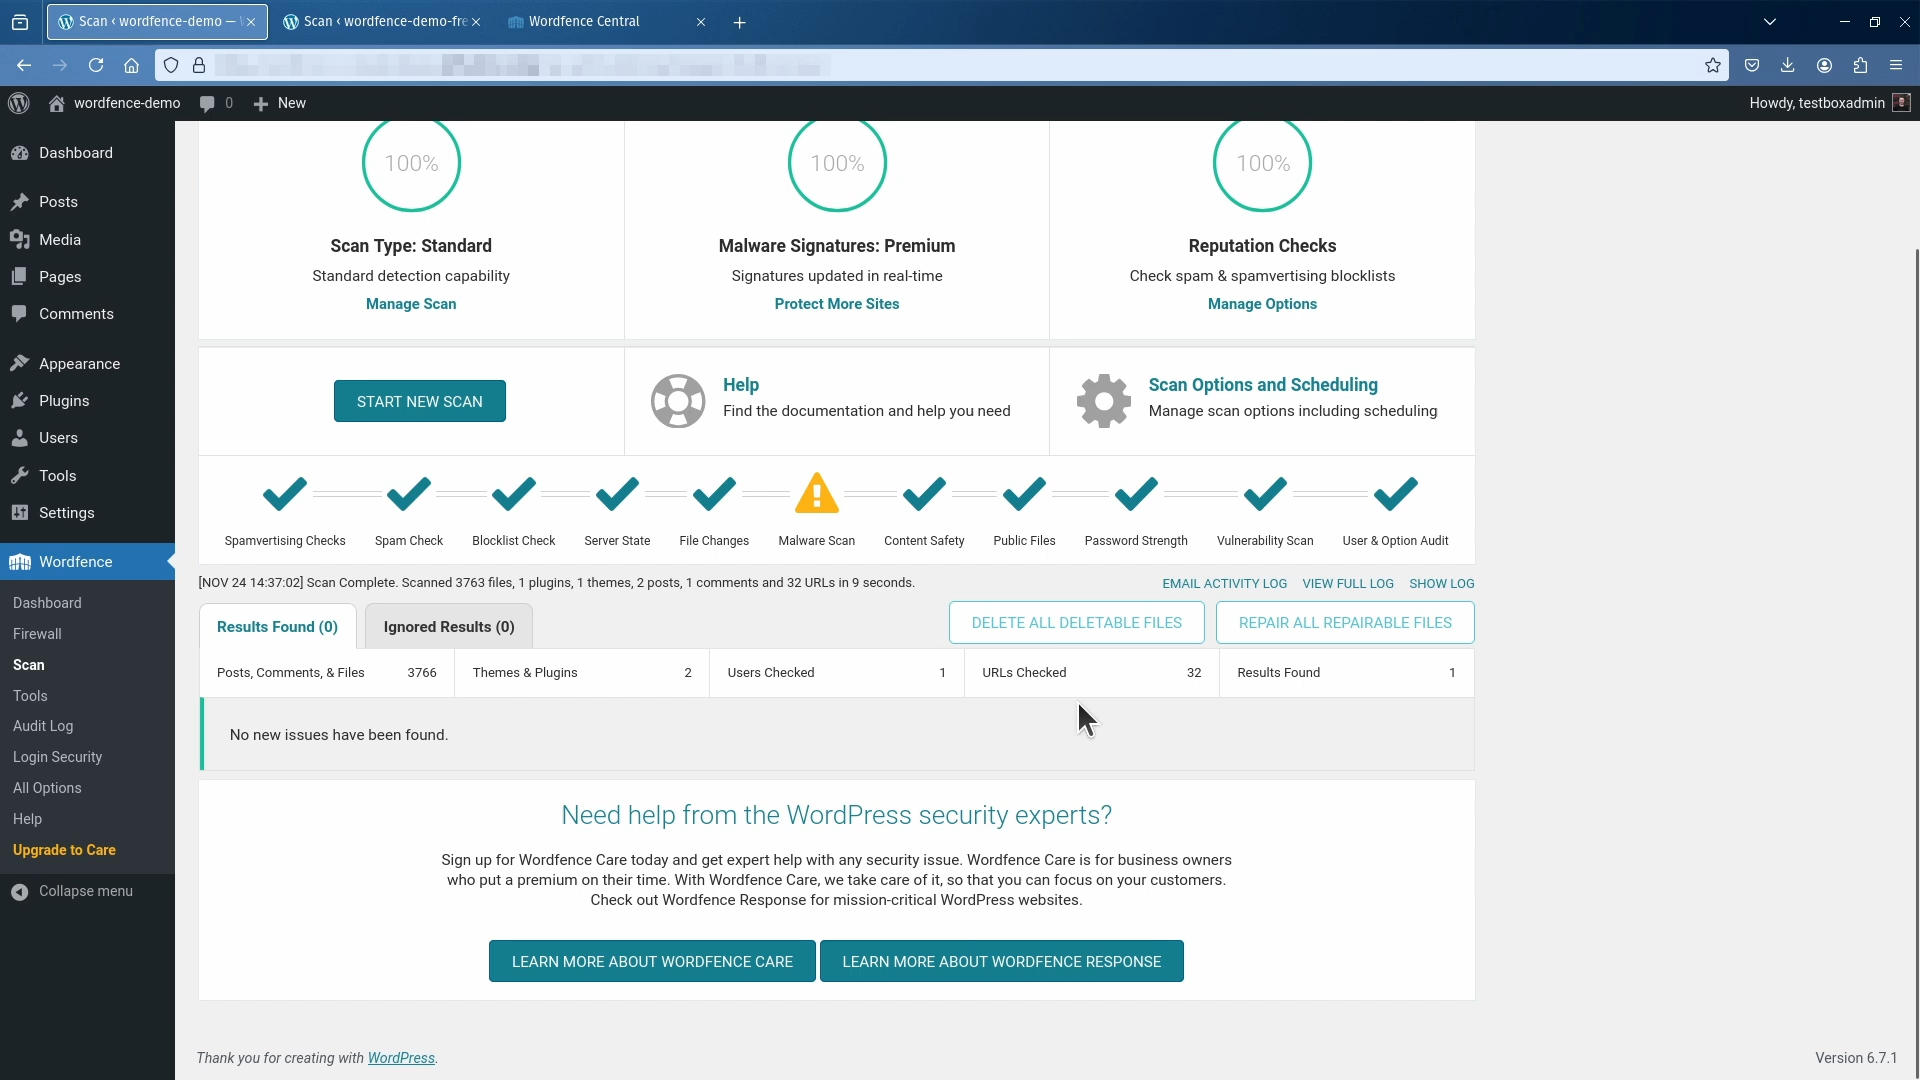 Scan ‹ wordfence-demo —
Scan ‹ wordfence-demo-fre
Wordfence Central
wordfence-demo
0
New
Howdy, testboxadmin
Dashboard
Posts
Media
Pages
Comments
Appearance
Plugins
Users
Tools
Settings
Wordfence
Dashboard
Firewall
Scan
Tools
Audit Log
Login Security
All Options
Help
Upgrade to Care
Collapse menu
100%
100%
100%
Scan Type: Standard
Standard detection capability
Manage Scan
Malware Signatures: Premium
Signatures updated in real-time
Protect More Sites
Reputation Checks
Check spam & spamvertising blocklists
Manage Options
START NEW SCAN
Help
Find the documentation and help you need
Scan Options and Scheduling
Manage scan options including scheduling
Spamvertising Checks
Spam Check
Blocklist Check
Server State
File Changes
Malware Scan
Content Safety
Public Files
Password Strength
Vulnerability Scan
User & Option Audit
[NOV 24 14:37:02] Scan Complete. Scanned 3763 files, 1 plugins, 1 themes, 2 posts, 1 comments and 32 URLs in 9 seconds.
EMAIL ACTIVITY LOG
VIEW FULL LOG
SHOW LOG
Results Found (0)
Ignored Results (0)
DELETE ALL DELETABLE FILES
REPAIR ALL REPAIRABLE FILES
Posts, Comments, & Files 3766
Themes & Plugins 2
Users Checked 1
URLs Checked 32
Results Found 1
No new issues have been found.
Need help from the WordPress security experts?
Sign up for Wordfence Care today and get expert help with any security issue. Wordfence Care is for business owners
who put a premium on their time. With Wordfence Care, we take care of it, so that you can focus on your customers.
Check out Wordfence Response for mission-critical WordPress websites.
LEARN MORE ABOUT WORDFENCE CARE
LEARN MORE ABOUT WORDFENCE RESPONSE
Thank you for creating with WordPress.
Version 6.7.1